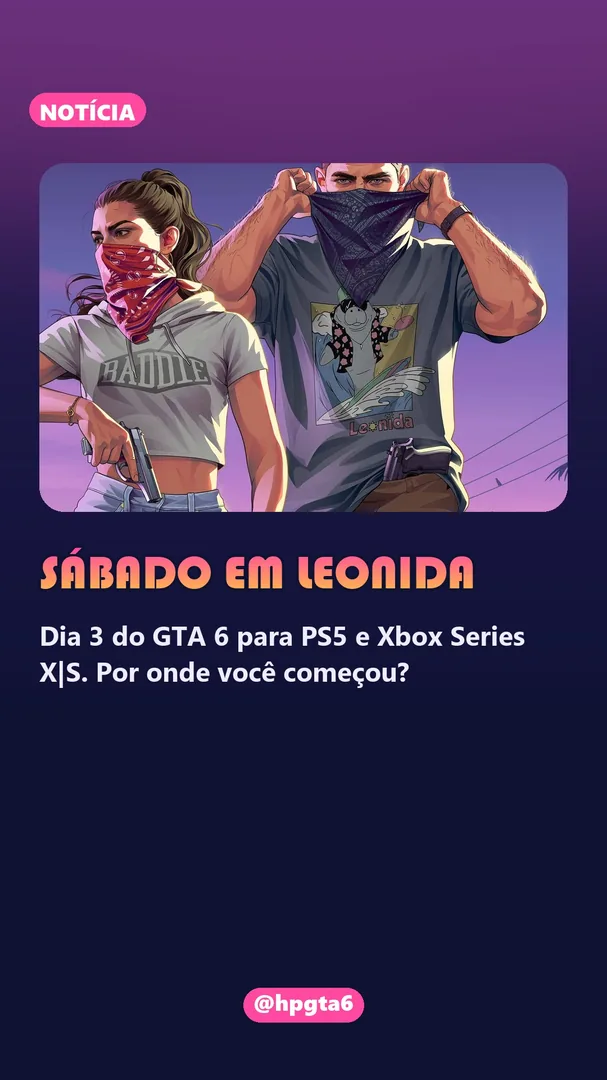 NOTÍCIA
BADDIE
Leonida
SÁBADO EM LEONIDA
Dia 3 do GTA 6 para PS5 e Xbox Series
X|S. Por onde você começou?
@hpgta6